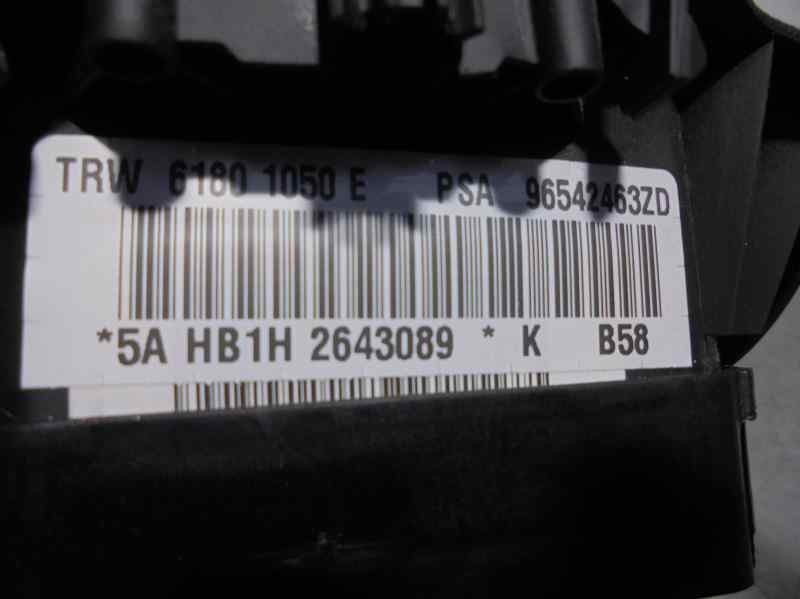 TRW 6180 1050 E PSA 96542463ZD
*5A HB1H 2643089 * K B58